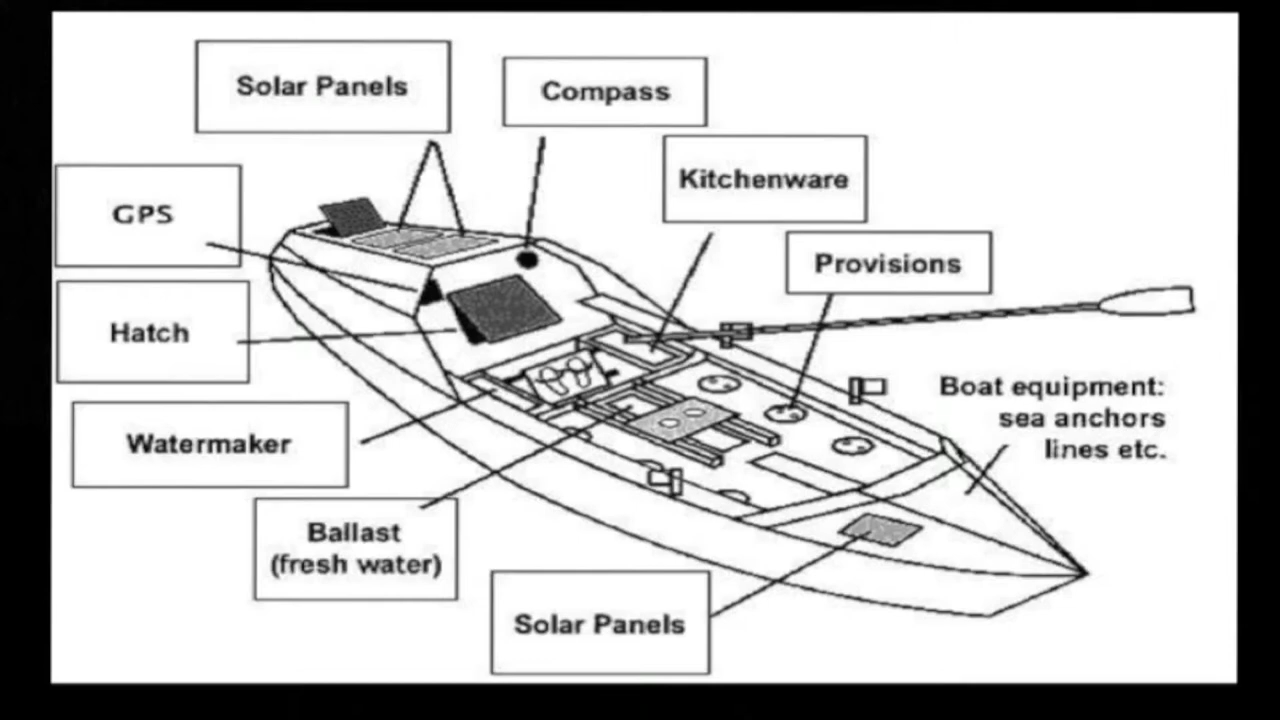 Solar Panels
Compass
Kitchenware
GPS
Provisions
Hatch
Boat equipment:
sea anchors
lines etc.
Watermaker
Ballast
(fresh water)
Solar Panels